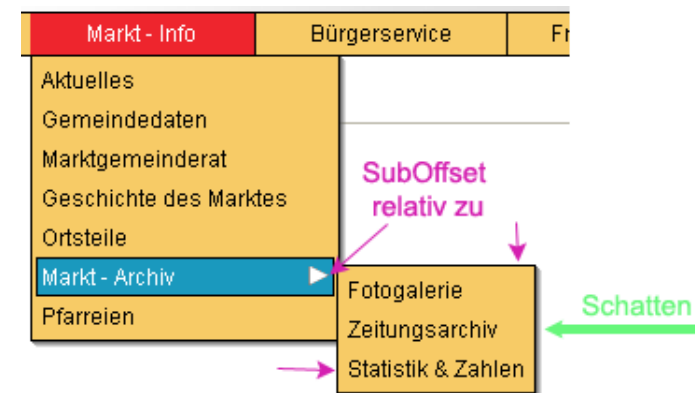 Markt - Info Bürgerservice Fr
Aktuelles
Gemeindedaten
Marktgemeinderat
Geschichte des Marktes
Ortsteile
Markt - Archiv
Pfarreien
SubOffset
relativ zu
Fotogalerie
Zeitungsarchiv
Statistik & Zahlen
Schatten